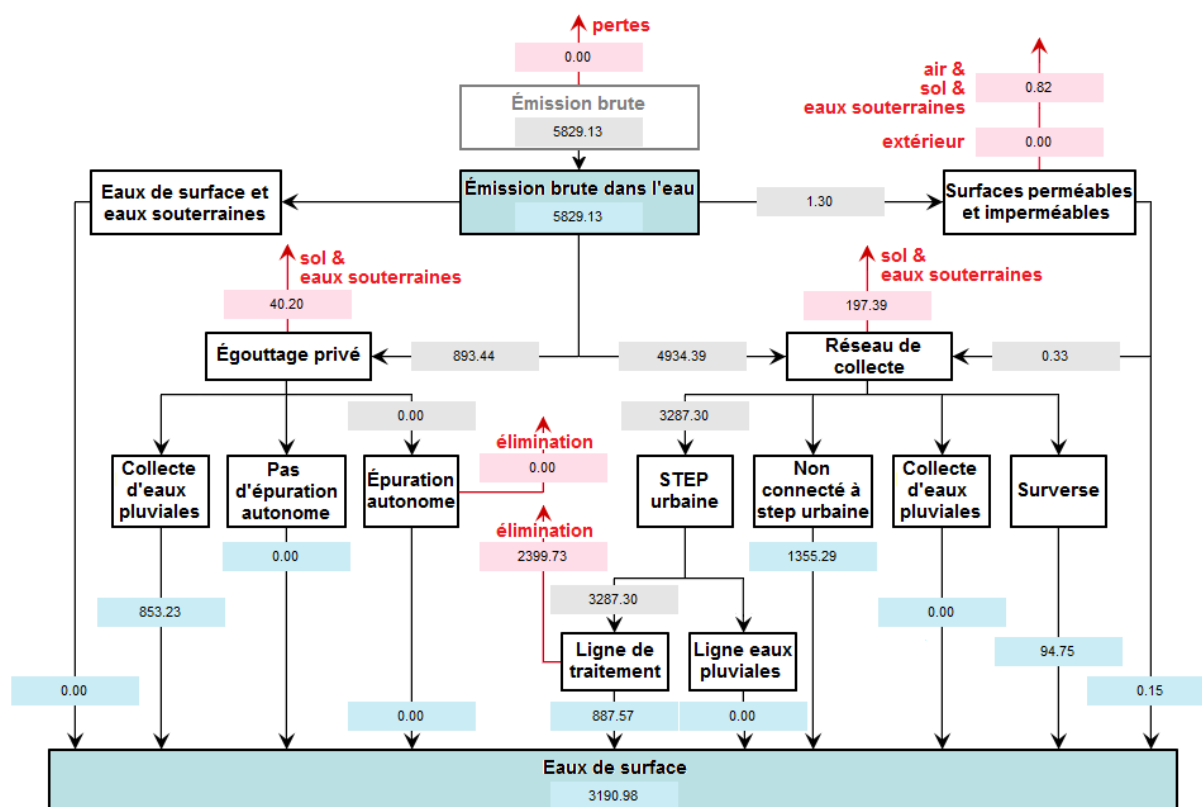 pertes
0.00
air &
sol &
eaux souterraines
0.82
Émission brute
5829.13
extérieur
0.00
Eaux de surface et
eaux souterraines
Émission brute dans l'eau
5829.13
1.30
Surfaces perméables
et imperméables
sol &
eaux souterraines
40.20
sol &
eaux souterraines
197.39
Égouttage privé
893.44
4934.39
Réseau de
collecte
0.33
0.00
3287.30
élimination
0.00
Collecte
d'eaux
pluviales
Pas
d'épuration
autonome
Épuration
autonome
STEP
urbaine
Non
connecté à
step urbaine
Collecte
d'eaux
pluviales
Surverse
élimination
2399.73
0.00
1355.29
853.23
3287.30
0.00
Ligne de
traitement
Ligne eaux
pluviales
94.75
0.00
0.15
0.00
887.57
0.00
Eaux de surface
3190.98